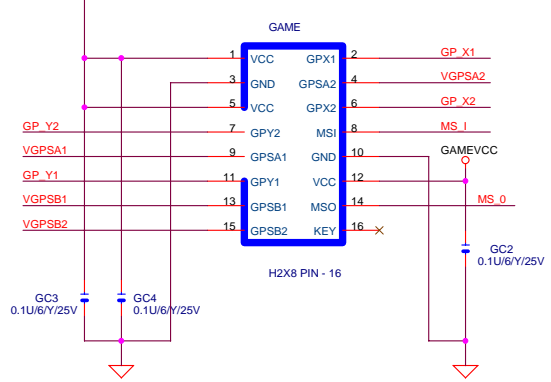 GAME
1 VCC GPX1 2 GP_X1
3 GND GPSA2 4 VGPSA2
5 VCC GPX2 6 GP_X2
GP_Y2 7 GPY2 MSI 8 MS_I
VGPSA1 9 GPSA1 GND 10 GAMEVCC
GP_Y1 11 GPY1 VCC 12
VGPSB1 13 GPSB1 MSO 14 MS_0
VGPSB2 15 GPSB2 KEY 16
H2X8 PIN - 16
GC2
0.1U/6/Y/25V
GC3
0.1U/6/Y/25V
GC4
0.1U/6/Y/25V